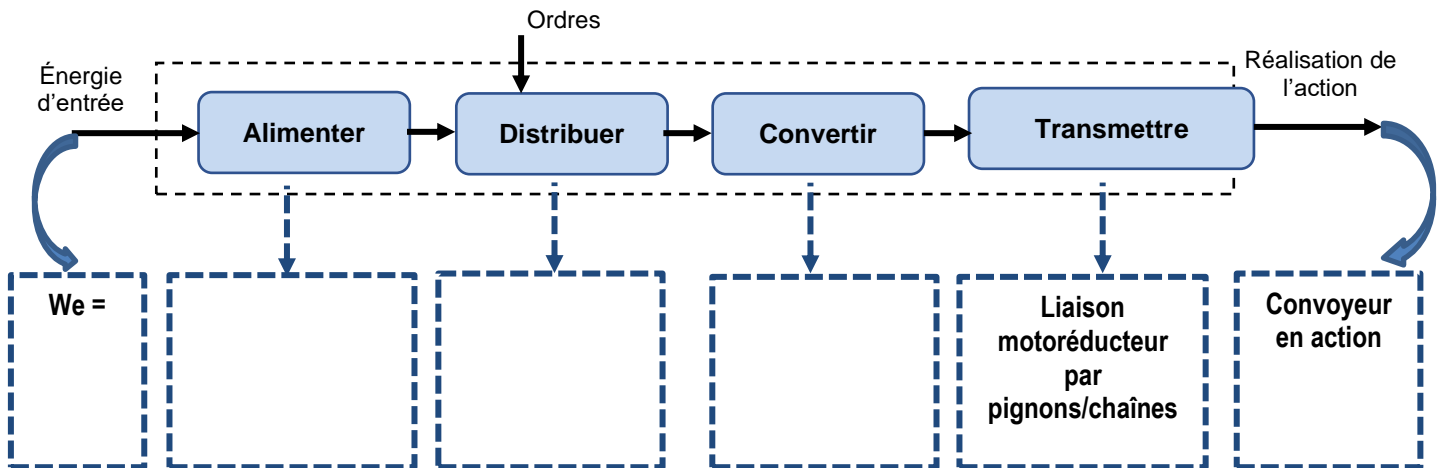 Ordres
Énergie
d'entrée
Réalisation de
l'action
Alimenter
Distribuer
Convertir
Transmettre
We =
Liaison
motoréducteur
par
pignons/chaînes
Convoyeur
en action